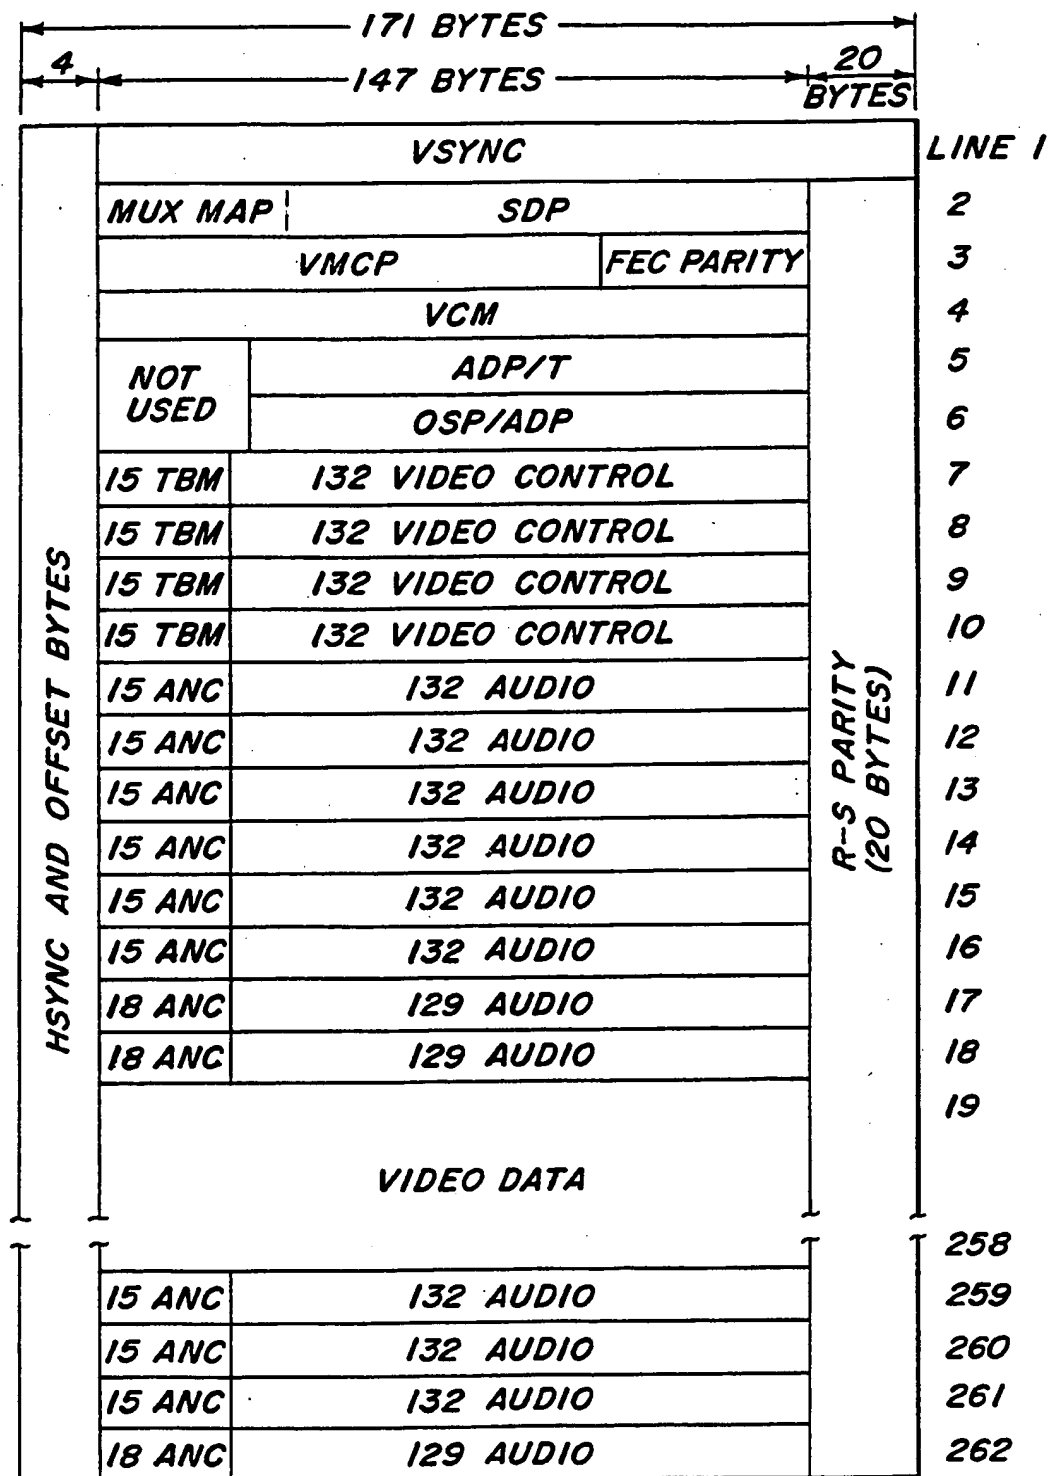 171 BYTES
4
147 BYTES
20
BYTES
VSYNC
LINE 1
MUX MAP
SDP
2
VMCP
FEC PARITY
3
VCM
4
NOT
USED
ADP/T
5
OSP/ADP
6
15 TBM
132 VIDEO CONTROL
7
15 TBM
132 VIDEO CONTROL
8
15 TBM
132 VIDEO CONTROL
9
15 TBM
132 VIDEO CONTROL
10
15 ANC
132 AUDIO
11
15 ANC
132 AUDIO
12
15 ANC
132 AUDIO
13
15 ANC
132 AUDIO
14
15 ANC
132 AUDIO
15
15 ANC
132 AUDIO
16
18 ANC
129 AUDIO
17
18 ANC
129 AUDIO
18
19
VIDEO DATA
258
15 ANC
132 AUDIO
259
15 ANC
132 AUDIO
260
15 ANC
132 AUDIO
261
18 ANC
129 AUDIO
262
HSYNC AND OFFSET BYTES
R-S PARITY
(20 BYTES)